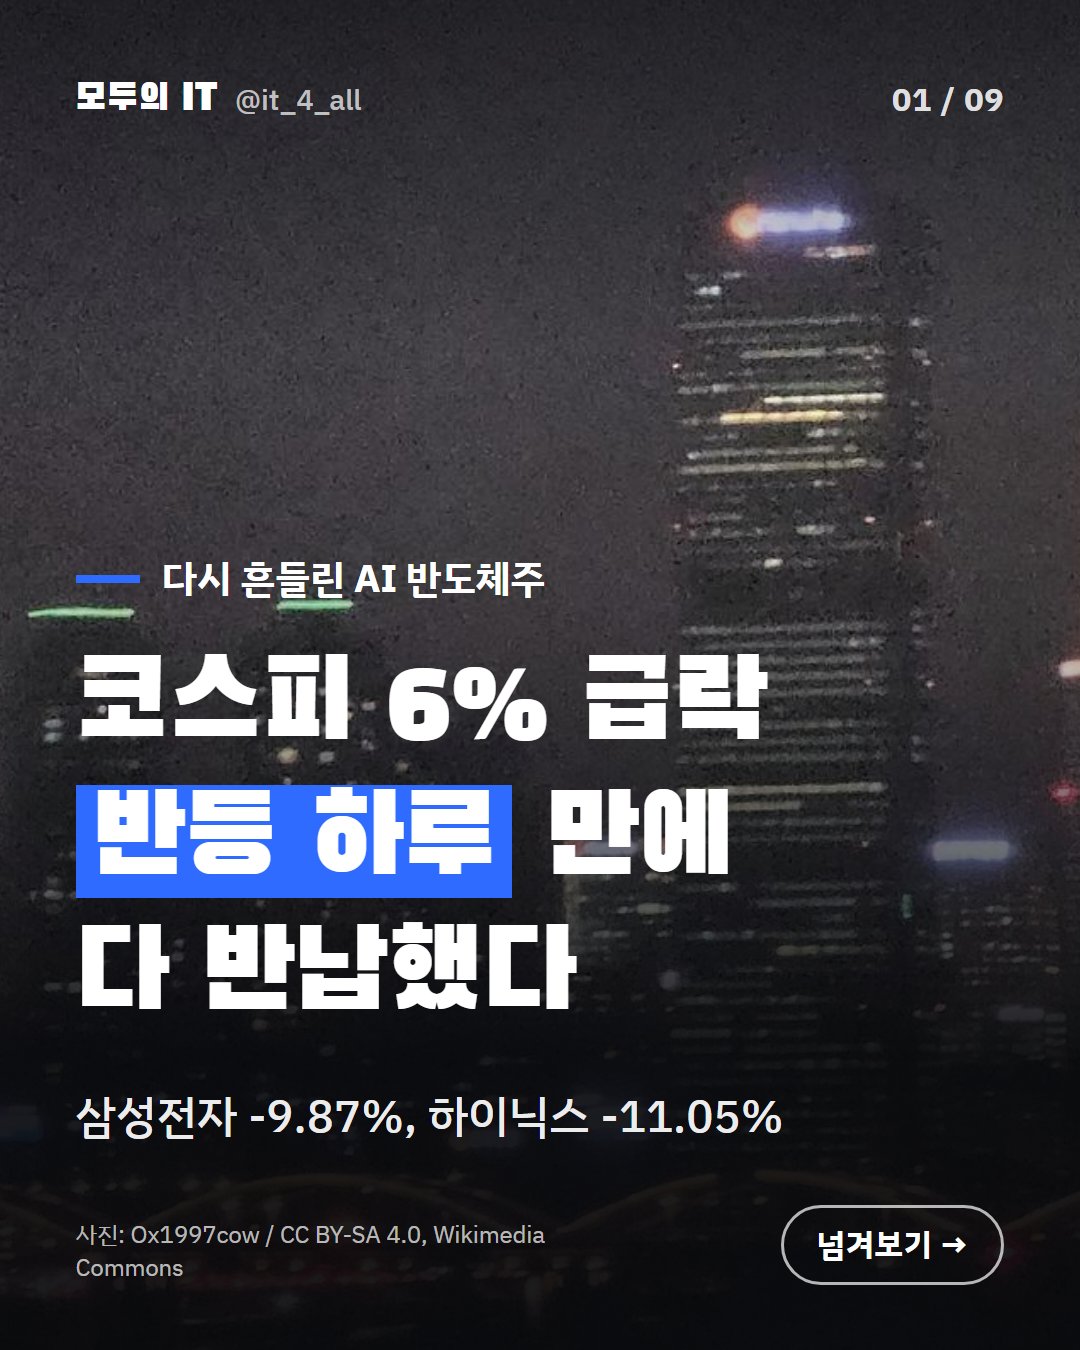 모두의 IT @it_4_all
01 / 09
다시 흔들린 AI 반도체주
코스피 6% 급락
반등 하루 만에
다 반납했다
삼성전자 -9.87%, 하이닉스 -11.05%
사진: Ox1997cow / CC BY-SA 4.0, Wikimedia
Commons
넘겨보기 →